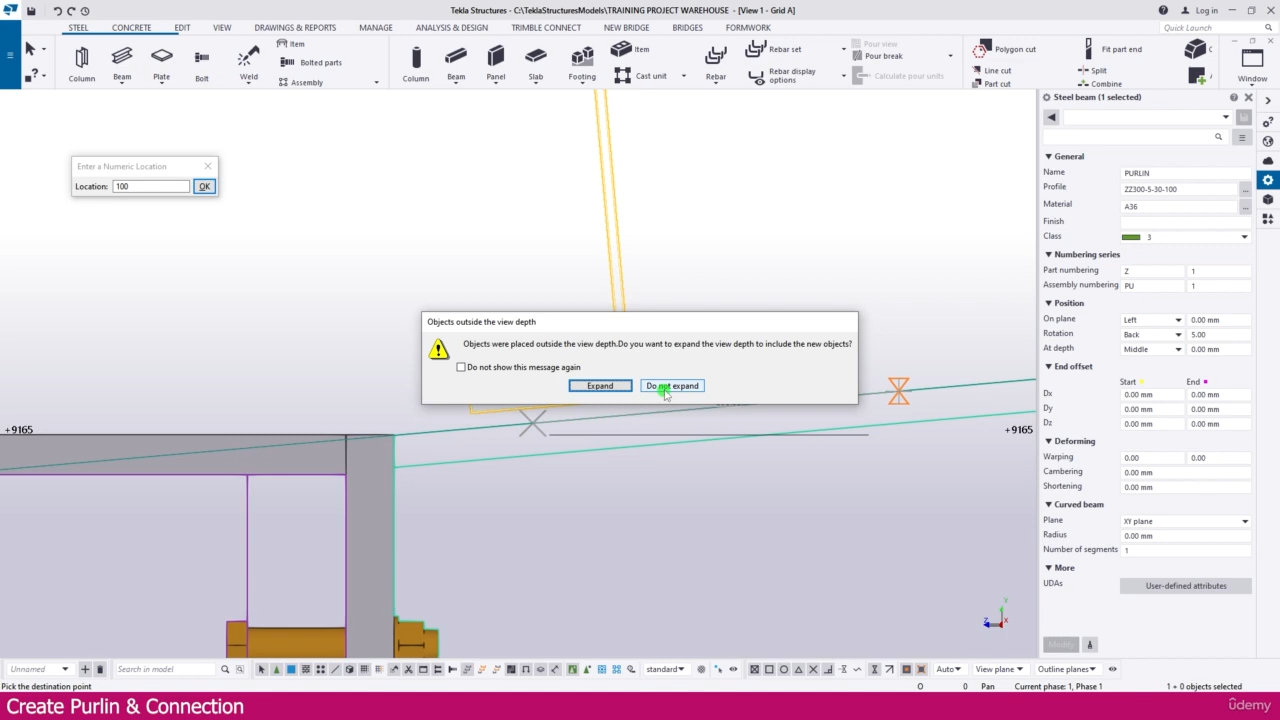 Tekla Structures - C:\TeklaStructuresModels\TRAINING PROJECT WAREHOUSE - [View 1 - Grid A]
Log in
STEEL CONCRETE EDIT VIEW DRAWINGS & REPORTS MANAGE ANALYSIS & DESIGN TRIMBLE CONNECT NEW BRIDGE BRIDGES FORMWORK
Quick Launch
Column Beam Plate Bolt Weld
Item
Bolted parts
Assembly
Column Beam Panel Slab Footing
Item
Cast unit
Rebar
Rebar set
Rebar display options
Pour view
Pour break
Calculate pour units
Polygon cut
Line cut
Part cut
Fit part end
Split
Combine
C
Window
Enter a Numeric Location
Location: 100 OK
Objects outside the view depth
Objects were placed outside the view depth.Do you want to expand the view depth to include the new objects?
Do not show this message again
Expand Do not expand
+9165
+9165
Z
Y
X
Steel beam (1 selected)
General
Name PURLIN
Profile ZZ300-5-30-100 ...
Material A36 ...
Finish
Class 3
Numbering series
Part numbering Z 1
Assembly numbering PU 1
Position
On plane Left 0.00 mm
Rotation Back 5.00
At depth Middle 0.00 mm
End offset
Start End
Dx 0.00 mm 0.00 mm
Dy 0.00 mm 0.00 mm
Dz 0.00 mm 0.00 mm
Deforming
Warping 0.00 0.00
Cambering 0.00 mm
Shortening 0.00 mm
Curved beam
Plane XY plane
Radius 0.00 mm
Number of segments 1
More
UDAs User-defined attributes
Modify
Unnamed Search in model standard Auto View plane Outline planes
Pick the destination point O 0 Pan Current phase: 1, Phase 1 1 + 0 objects selected
Create Purlin & Connection
ûdemy